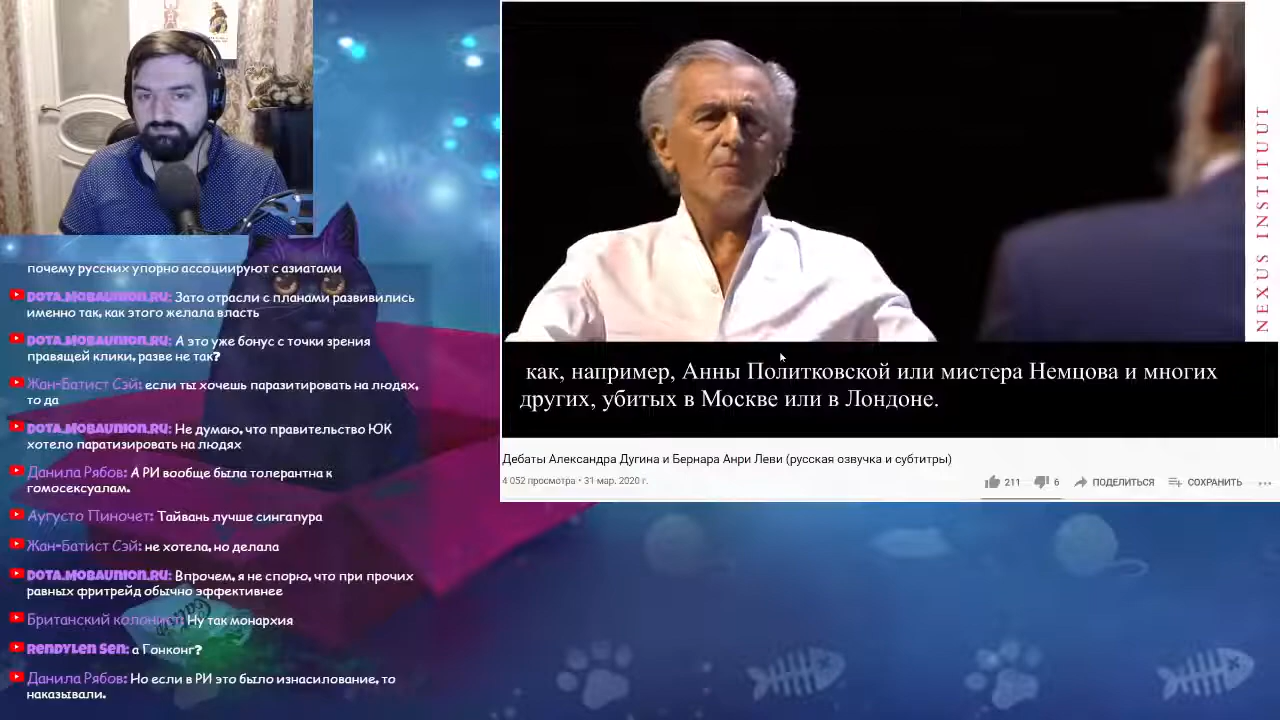 почему русских упорно ассоциируют с азиатами
DOTA.MOBAUNION.RU: Зато отрасли с планами развивились
именно так, как этого желала власть
DOTA.MOBAUNION.RU: А это уже бонус с точки зрения
правящей клики, разве не так?
Жан-Батист Сэй: если ты хочешь паразитировать на людях,
то да
DOTA.MOBAUNION.RU: Не думаю, что правительство ЮК
хотело паратизировать на людях
Данила Рябов: А РИ вообще была толерантна к
гомосексуалам.
Аугусто Пиночет: Тайвань лучше сингапура
Жан-Батист Сэй: не хотела, но делала
DOTA.MOBAUNION.RU: Впрочем, я не спорю, что при прочих
равных фритрейд обычно эффективнее
Британский колонист: Ну так монархия
Rendylen Sen: а Гонконг?
Данила Рябов: Но если в РИ это было изнасилование, то
наказывали.
NEXUS INSTITUUT
как, например, Анны Политковской или мистера Немцова и многих
других, убитых в Москве или в Лондоне.
Дебаты Александра Дугина и Бернара Анри Леви (русская озвучка и субтитры)
4 052 просмотра • 31 мар. 2020 г.
211
6
ПОДЕЛИТЬСЯ
СОХРАНИТЬ